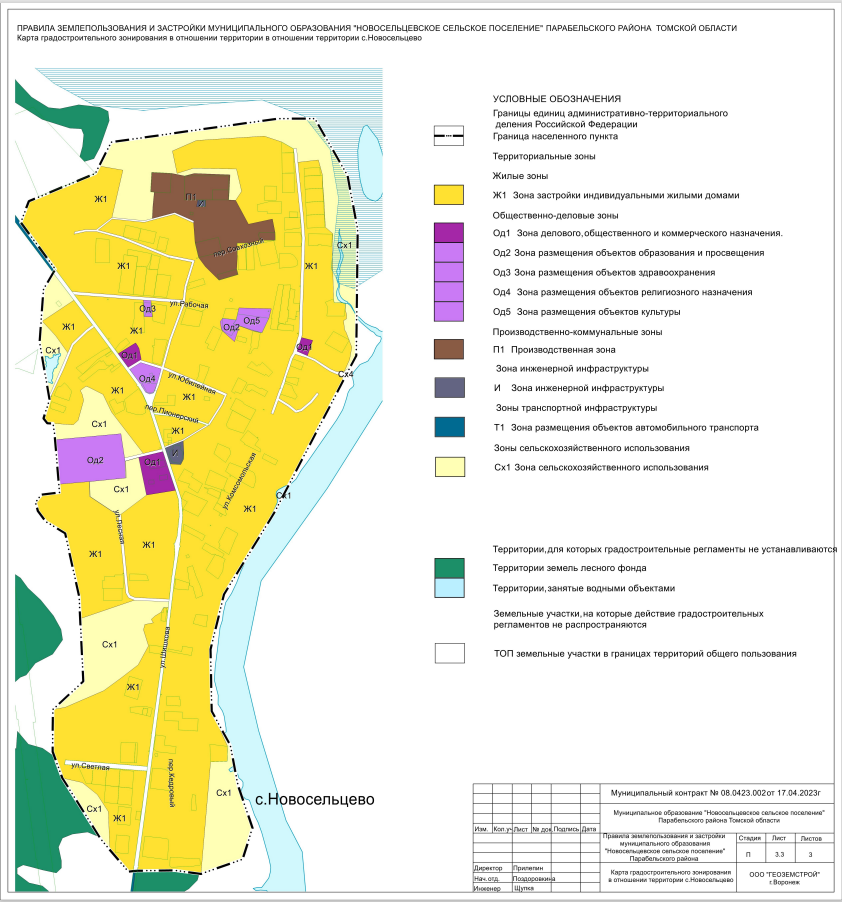 ПРАВИЛА ЗЕМЛЕПОЛЬЗОВАНИЯ И ЗАСТРОЙКИ МУНИЦИПАЛЬНОГО ОБРАЗОВАНИЯ "НОВОСЕЛЬЦЕВСКОЕ СЕЛЬСКОЕ ПОСЕЛЕНИЕ" ПАРАБЕЛЬСКОГО РАЙОНА ТОМСКОЙ ОБЛАСТИ
Карта градостроительного зонирования в отношении территории в отношении территории с.Новосельцево
УСЛОВНЫЕ ОБОЗНАЧЕНИЯ
Границы единиц административно-территориального
деления Российской Федерации
Граница населенного пункта
Территориальные зоны
Жилые зоны
Ж1 Зона застройки индивидуальными жилыми домами
Общественно-деловые зоны
Од1 Зона делового, общественного и коммерческого назначения.
Од2 Зона размещения объектов образования и просвещения
Од3 Зона размещения объектов здравоохранения
Од4 Зона размещения объектов религиозного назначения
Од5 Зона размещения объектов культуры
Производственно-коммунальные зоны
П1 Производственная зона
Зона инженерной инфраструктуры
И Зона инженерной инфраструктуры
Зоны транспортной инфраструктуры
Т1 Зона размещения объектов автомобильного транспорта
Зоны сельскохозяйственного использования
Сх1 Зона сельскохозяйственного использования
Территории, для которых градостроительные регламенты не устанавливаются
Территории земель лесного фонда
Территории, занятые водными объектами
Земельные участки, на которые действие градостроительных
регламентов не распространяются
ТОП земельные участки в границах территорий общего пользования
Ж1
П1
И
пер.Совхозный
Сх1
Ж1
Ж1
Од3
ул.Рабочая
Ж1
Ж1
Од2
Од5
Сх1
Од1
Од1
Од4
ул.Юбилейная
Сх4
Ж1
Ж1
пер.Пионерский
Сх1
Ж1
Од2
Од1
И
Сх1
ул.Комсомольская
Сх1
Ж1
ул.Лесная
Ж1
Ж1
Сх1
ул.Шишкова
Ж1
ул.Светлая
пер.Кедровый
Сх1
Сх1
Ж1
с.Новосельцево
Муниципальный контракт № 08.0423.002 от 17.04.2023г
Муниципальное образование "Новосельцевское сельское поселение"
Парабельского района Томской области
Изм. Кол.уч Лист № док Подпись Дата
Правила землепользования и застройки
муниципального образования
"Новосельцевское сельское поселение"
Парабельского района
Стадия Лист Листов
П 3.3 3
Директор Прилепин
Нач.отд. Поздоровкина
Инженер Щупка
Карта градостроительного зонирования
в отношении территории с.Новосельцево
ООО "ГЕОЗЕМСТРОЙ"
г.Воронеж